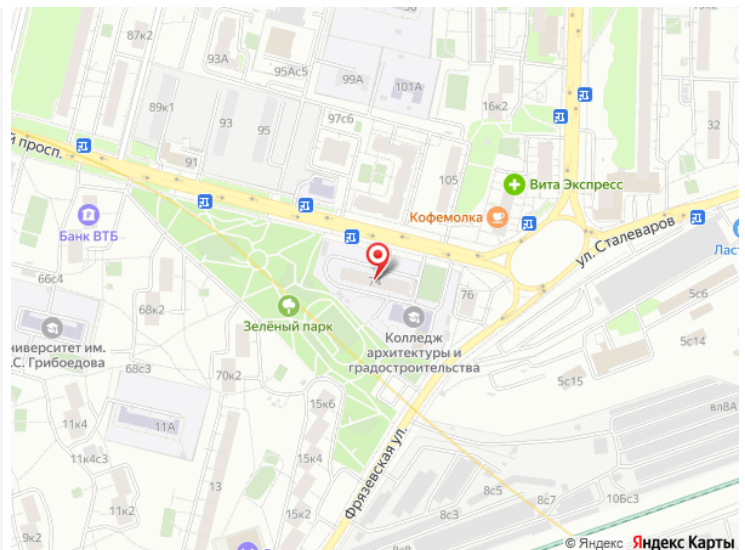 87к2
93А
95Ас5
99А
101А
89к1
93
95
97с6
16к2
32
й просп.
91
105
Вита Экспресс
Кофемолка
ул. Сталеваров
Банк ВТБ
66с4
68к2
74
76
Ласт
5с6
Зелёный парк
Колледж
архитектуры и
градостроительства
ниверситет им.
.С. Грибоедова
68с3
70к2
5с14
5с15
15к6
11к4
11А
11к4с3
13
Фрязевская ул.
вл8А
8с6
8с5
8с7
10Бс3
8с3
9к2
15к2
15к4
© Яндекс Яндекс Карты